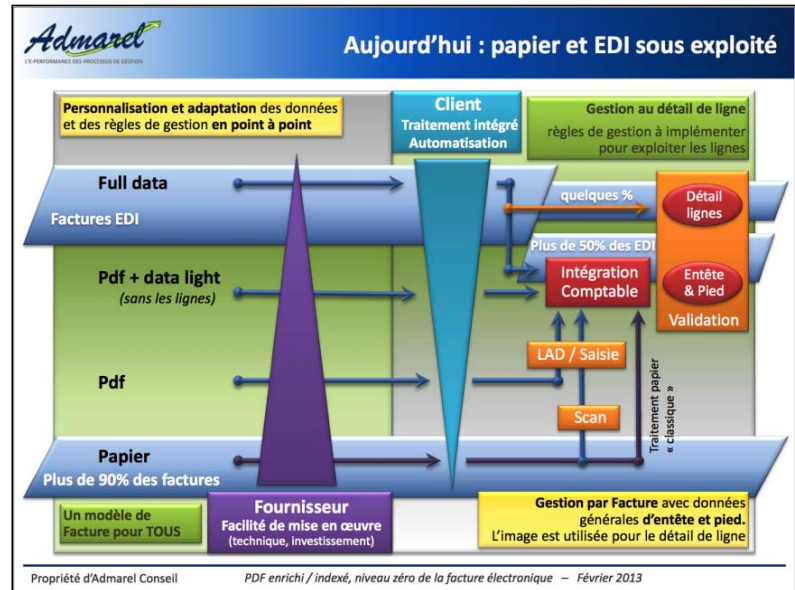 Admarel
L'E-PERFORMANCE DES PROCESSUS DE GESTION
Aujourd'hui : papier et EDI sous exploité
Personnalisation et adaptation des données
et des règles de gestion en point à point
Client
Traitement intégré
Automatisation
Gestion au détail de ligne
règles de gestion à implémenter
pour exploiter les lignes
Full data
Factures EDI
quelques %
Détail
lignes
Plus de 50% des EDI
Pdf + data light
(sans les lignes)
Intégration
Comptable
Entête
& Pied
Validation
LAD / Saisie
Pdf
Scan
Traitement papier
« classique »
Papier
Plus de 90% des factures
Un modèle de
Facture pour TOUS
Fournisseur
Facilité de mise en œuvre
(technique, investissement)
Gestion par Facture avec données
générales d'entête et pied.
L'image est utilisée pour le détail de ligne
Propriété d'Admarel Conseil
PDF enrichi / indexé, niveau zéro de la facture électronique – Février 2013